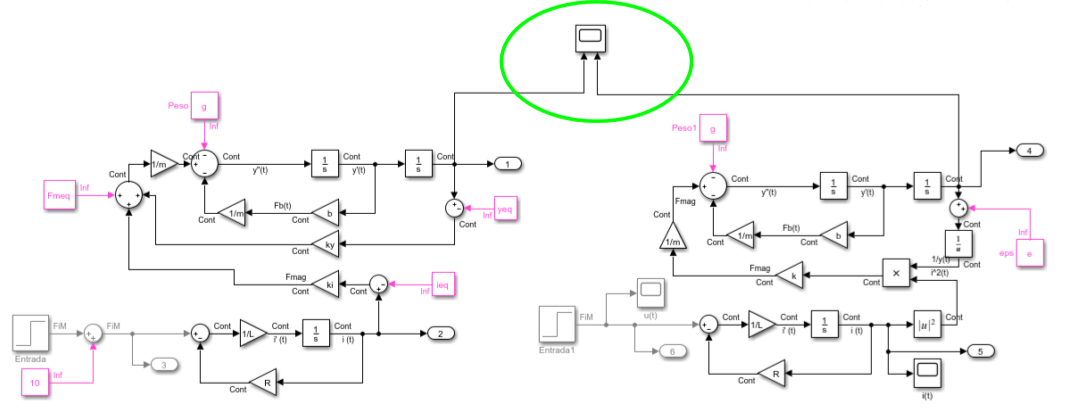 Peso
g
Inf
Cont
1/m
Cont
Cont
y''(t)
1
s
Cont
y'(t)
1
s
Cont
1
Fmeq
Inf
1/m
Fb(t)
Cont
b
Cont
Inf
yeq
Cont
ky
Cont
Fmag
Cont
ki
Cont
Inf
ieq
Entrada
FiM
FiM
10
Inf
3
Cont
1/L
Cont
i' (t)
1
s
Cont
i (t)
2
R
Cont
Peso1
g
Inf
Cont
Fmag
1/m
Cont
y''(t)
1
s
Cont
y'(t)
1
s
Cont
4
1/m
Fb(t)
Cont
b
Cont
Inf
eps
e
1
u
Cont
1/y(t)
i^2(t)
Cont
×
Fmag
Cont
k
Cont
Entrada1
FiM
u(t)
6
Cont
1/L
Cont
i' (t)
1
s
Cont
i (t)
|u|²
Cont
5
i(t)
R
Cont